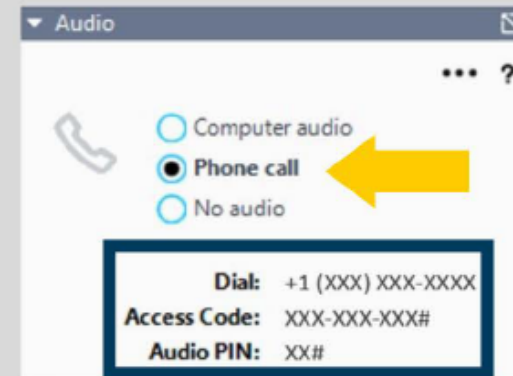 Audio
... ?
Computer audio
Phone call
No audio
Dial: +1 (XXX) XXX-XXXX
Access Code: XXX-XXX-XXX#
Audio PIN: XX#